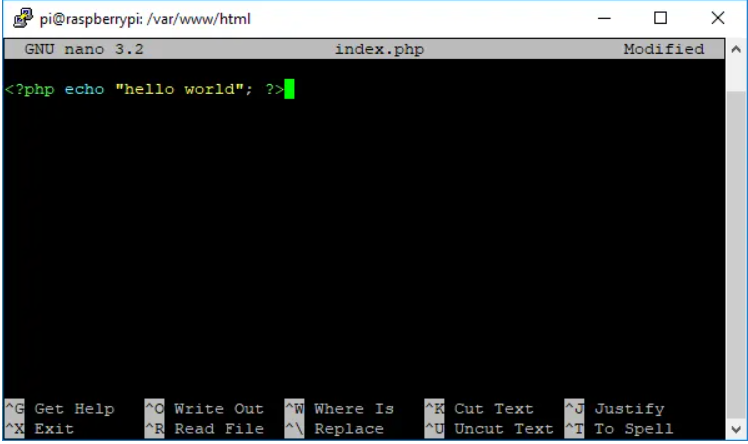 pi@raspberrypi: /var/www/html
GNU nano 3.2 index.php Modified
<?php echo "hello world"; ?>
^G Get Help ^O Write Out ^W Where Is ^K Cut Text ^J Justify
^X Exit ^R Read File ^\ Replace ^U Uncut Text ^T To Spell